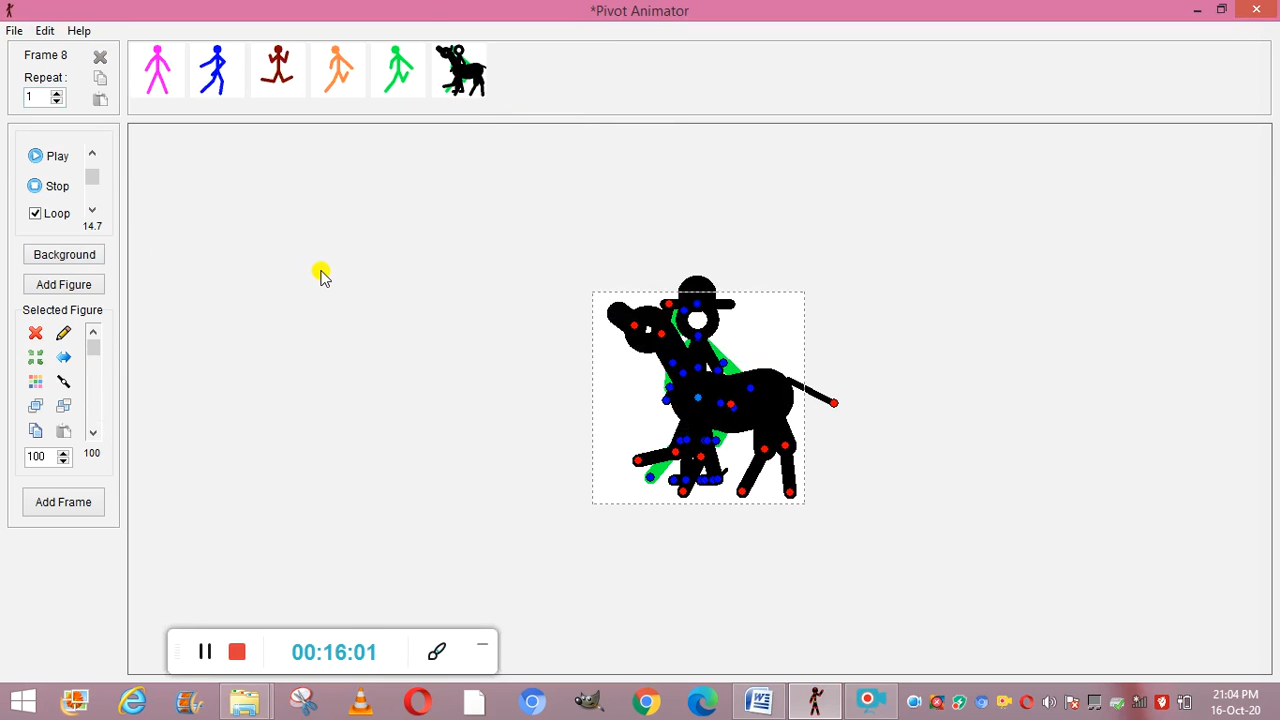 *Pivot Animator
File Edit Help
Frame 8
Repeat :
1
Play
Stop
Loop
14.7
Background
Add Figure
Selected Figure
100 100
Add Frame
00:16:01
21:04 PM
16-Oct-20